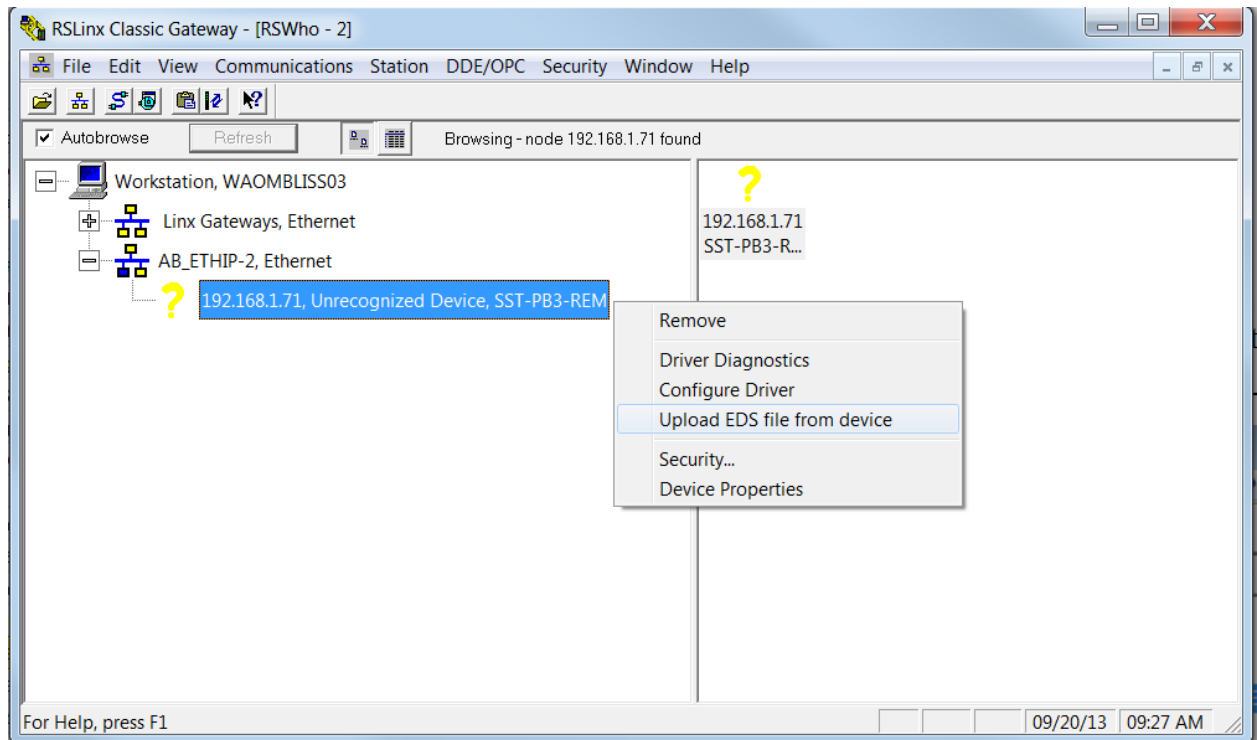 RSLinx Classic Gateway - [RSWho - 2]
File Edit View Communications Station DDE/OPC Security Window Help
Autobrowse Refresh Browsing - node 192.168.1.71 found
Workstation, WAOMBLISS03
Linx Gateways, Ethernet
AB_ETHIP-2, Ethernet
192.168.1.71, Unrecognized Device, SST-PB3-REM
192.168.1.71
SST-PB3-R...
Remove
Driver Diagnostics
Configure Driver
Upload EDS file from device
Security...
Device Properties
For Help, press F1 09/20/13 09:27 AM